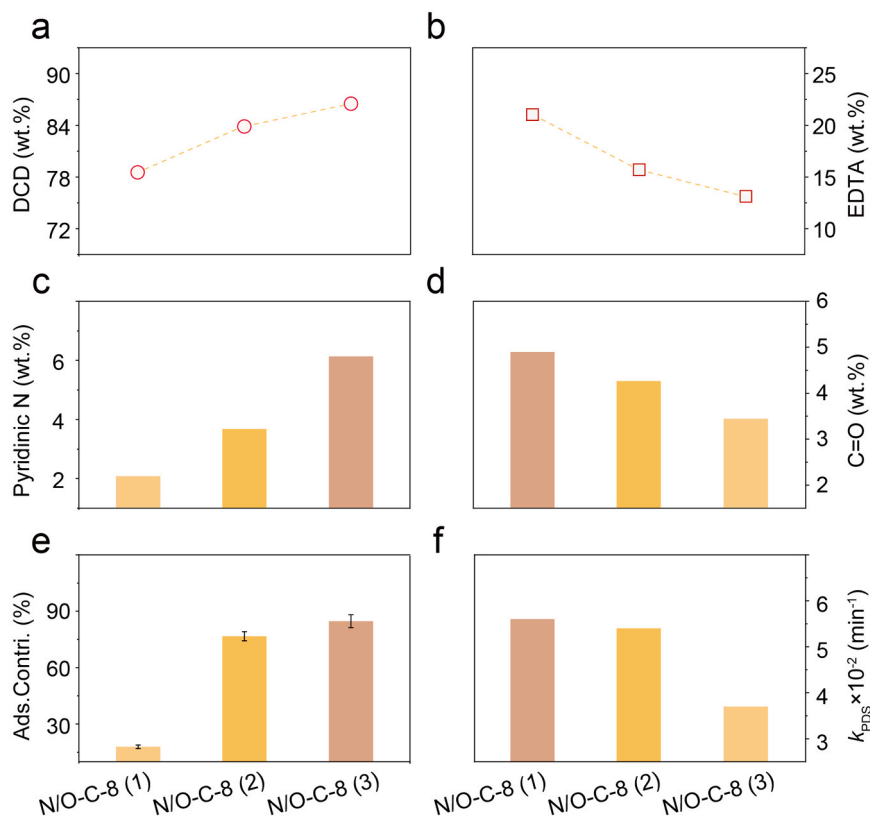 a
DCD (wt.%)
90
84
78
72
b
EDTA (wt.%)
25
20
15
10
c
Pyridinic N (wt.%)
6
4
2
d
C=O (wt.%)
6
5
4
3
2
e
Ads.Contri. (%)
90
60
30
N/O-C-8 (1)
N/O-C-8 (2)
N/O-C-8 (3)
f
k_PDS×10⁻² (min⁻¹)
6
5
4
3
N/O-C-8 (1)
N/O-C-8 (2)
N/O-C-8 (3)